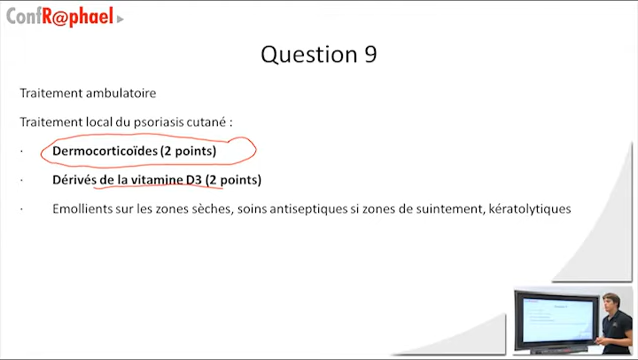 ConfR@phael
Question 9
Traitement ambulatoire
Traitement local du psoriasis cutané :
· Dermocorticoïdes (2 points)
· Dérivés de la vitamine D3 (2 points)
· Emollients sur les zones sèches, soins antiseptiques si zones de suintement, kératolytiques